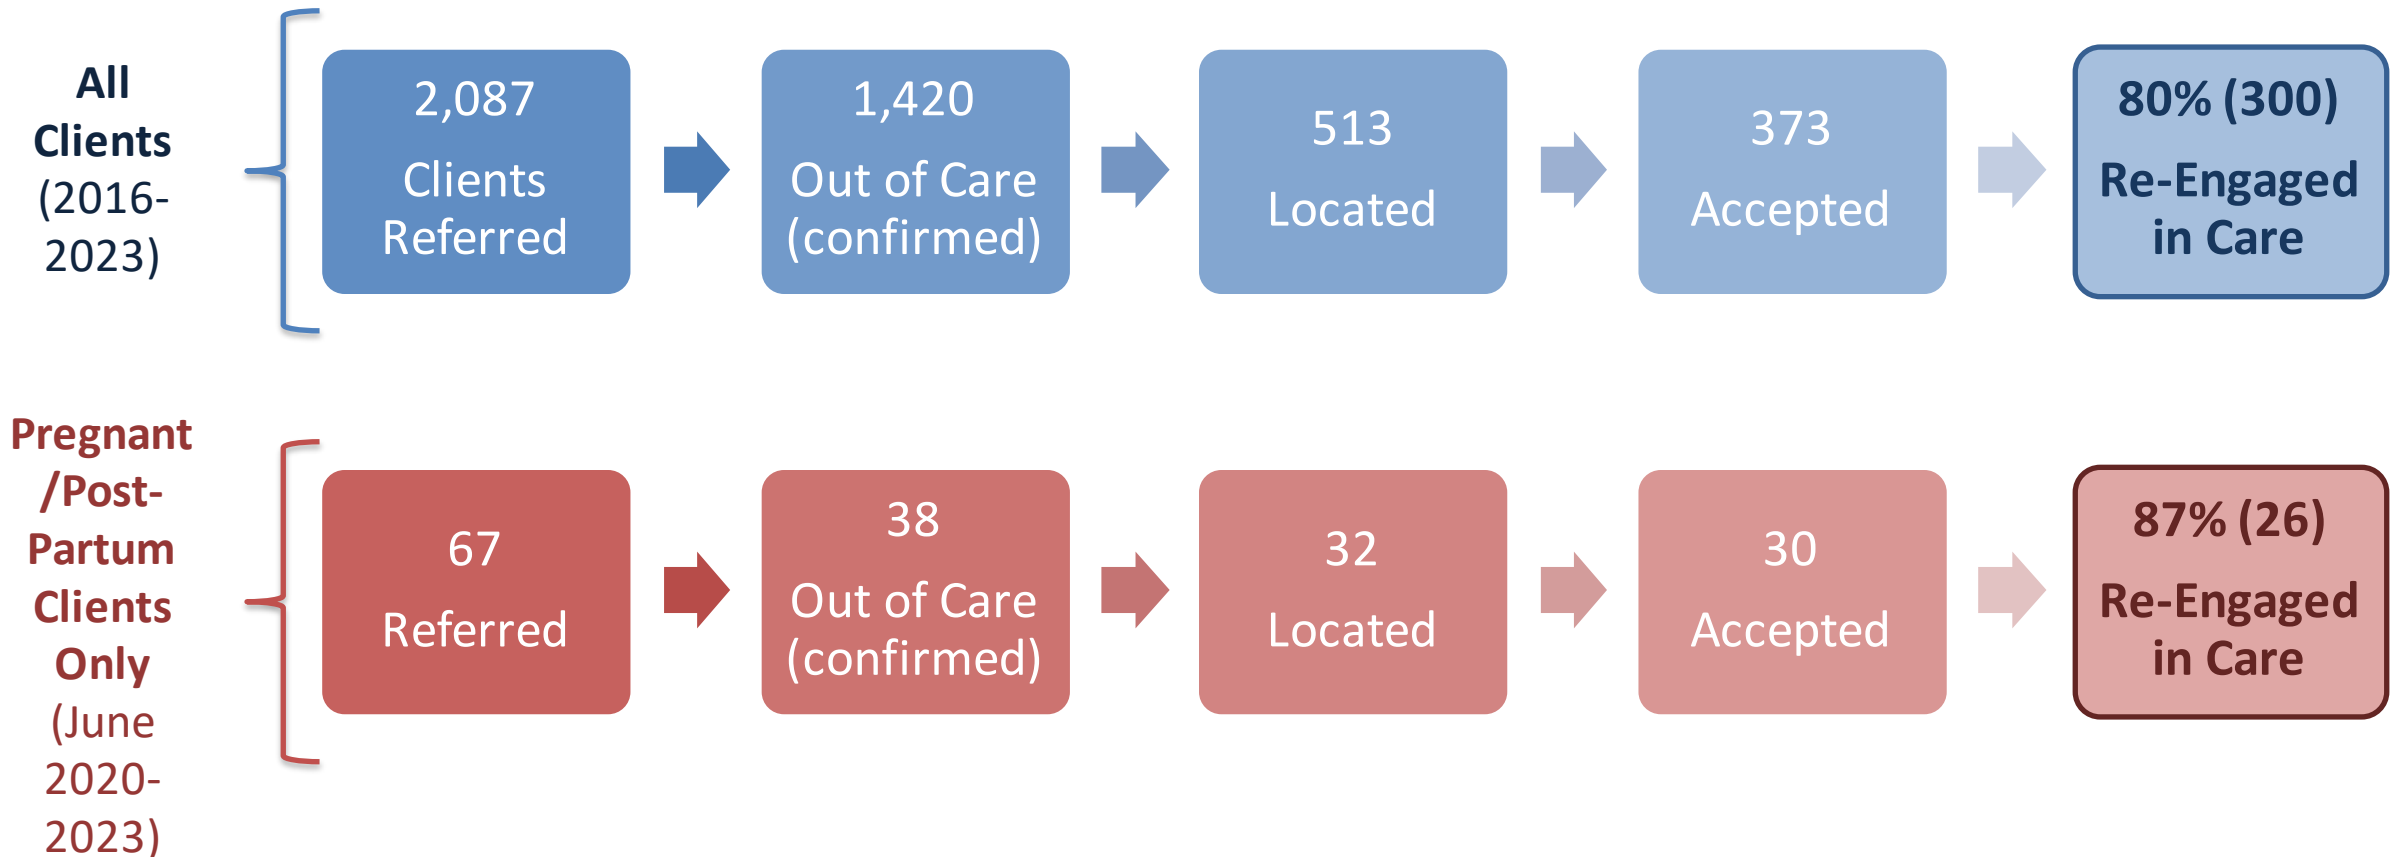 All
Clients
(2016-
2023)
2,087
Clients
Referred
1,420
Out of Care
(confirmed)
513
Located
373
Accepted
80% (300)
Re-Engaged
in Care
Pregnant
/Post-
Partum
Clients
Only
(June
2020-
2023)
67
Referred
38
Out of Care
(confirmed)
32
Located
30
Accepted
87% (26)
Re-Engaged
in Care